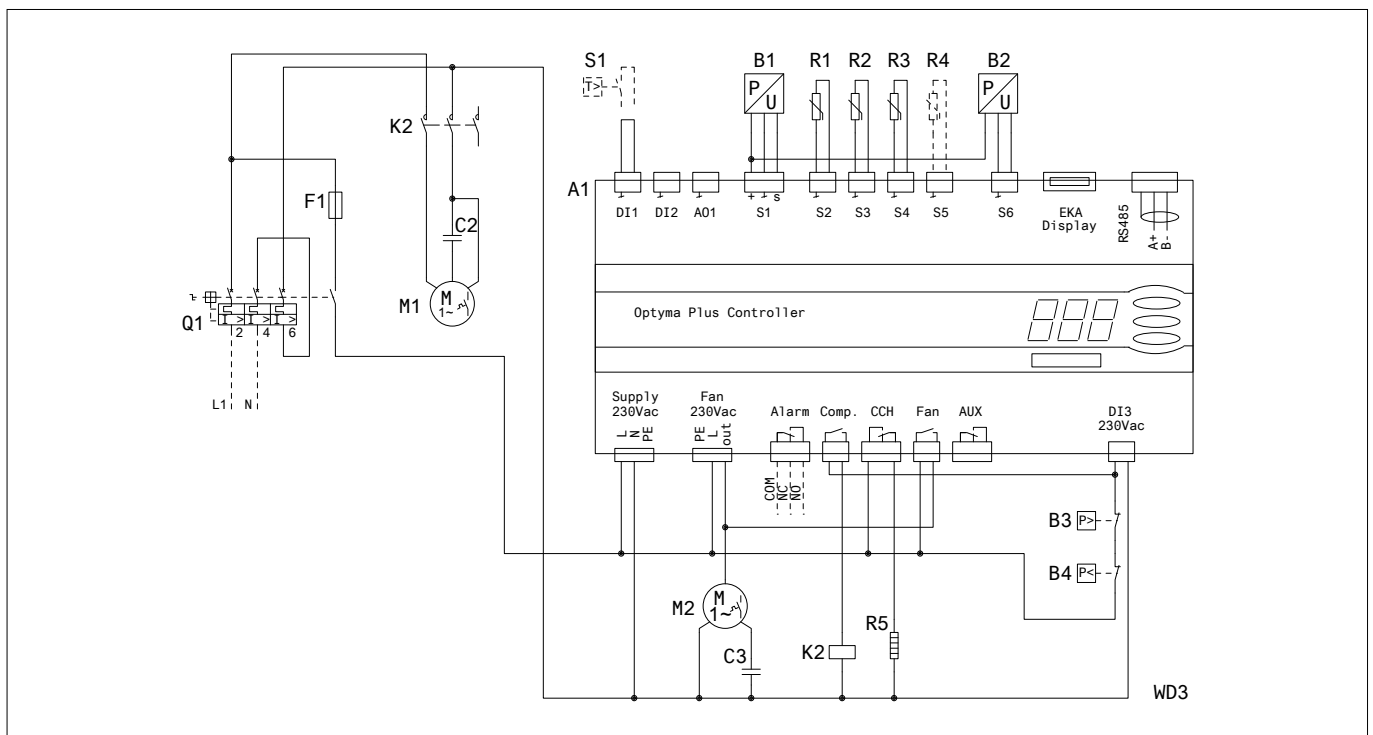 S1
B1
R1
R2
R3
R4
B2
T>
P
U
P
U
K2
A1
F1
+
-
s
DI1
DI2
AO1
S1
S2
S3
S4
S5
S6
EKA
Display
RS485
A+
B-
C2
M1
M
1~
Q1
I
>
I
>
I
>
2
4
6
Optyma Plus Controller
L1
N
Supply
230Vac
Fan
230Vac
Alarm
Comp.
CCH
Fan
AUX
DI3
230Vac
L
N
PE
PE
L
out
COM
NC
NO
B3
P>
B4
P<
M2
M
1~
R5
C3
K2
WD3